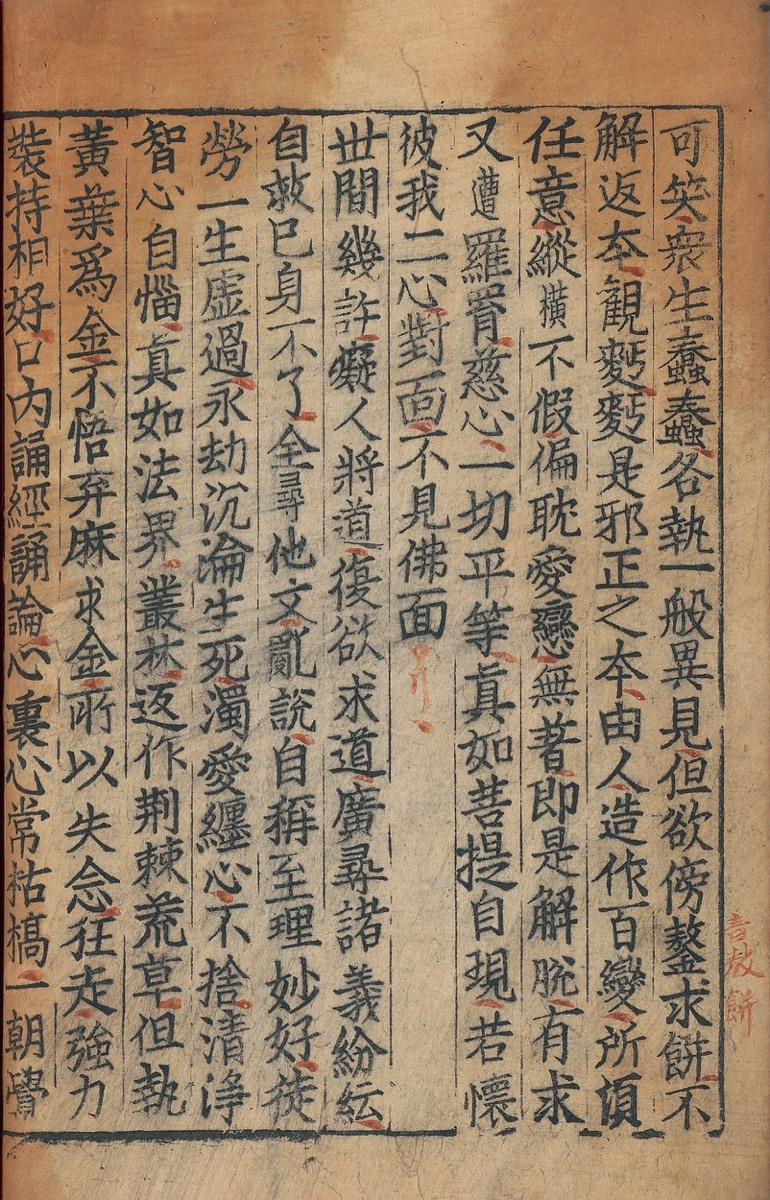 可笑衆生蠢蠢各執一般異見但欲傍鏊求餅不
解返本觀麫麫是邪正之本由人造作百變所須
任意縱横不假偏耽愛戀無著即是解脫有求
又遭羅罥慈心一切平等真如菩提自現若懷
彼我二心對面不見佛面
世間幾許癡人將道復欲求道廣尋諸義紛紜
自救己身不了全尋他文亂說自稱至理妙好徒
勞一生虛過永劫沉淪生死濁愛纏心不捨清淨
智心自惱真如法界叢林返作荆棘荒草但執
黃葉爲金不悟弃麻求金所以失念狂走強力
裝持相好口內誦經誦論心裏心常枯槁一朝覺
音敖餅